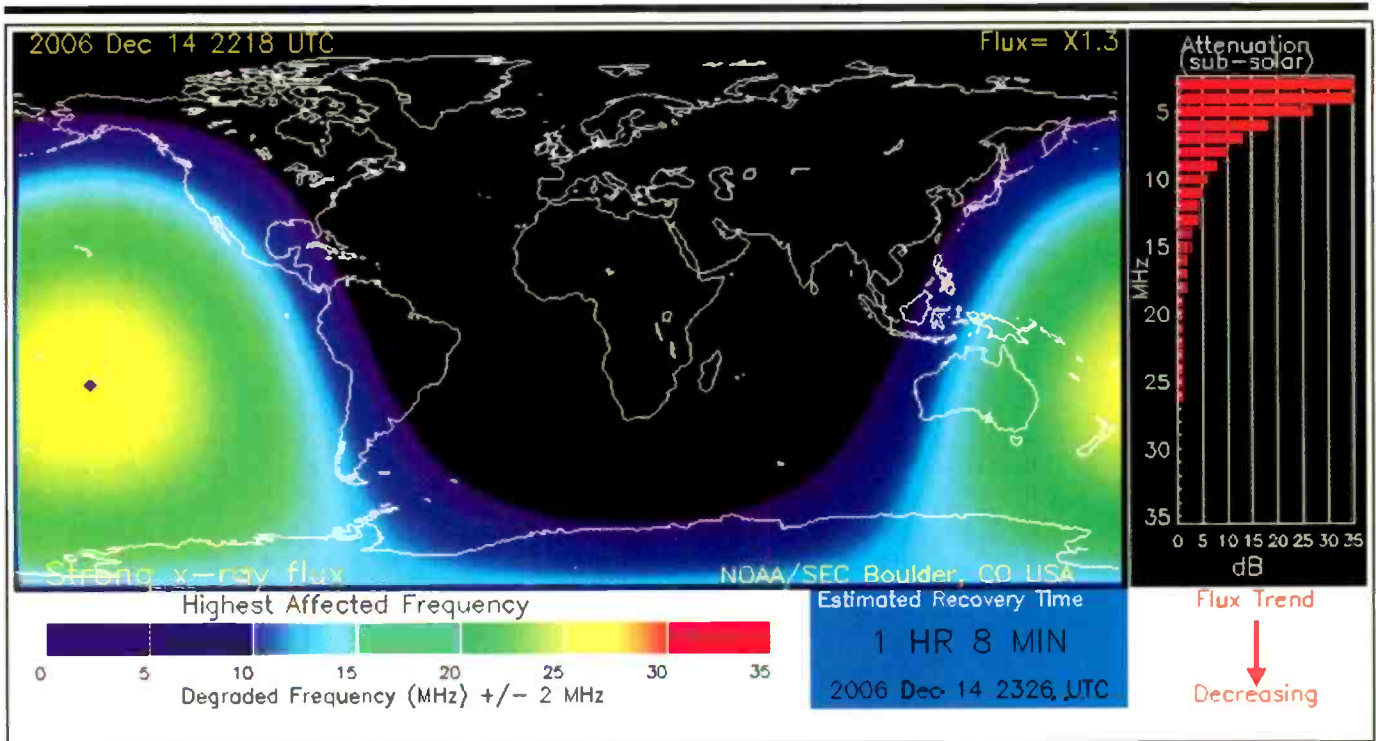 2006 Dec 14 2218 UTC
Flux= X1.3
Strong x-ray flux
NOAA/SEC Boulder, CO USA
Attenuation
(sub-solar)
5
10
15
20
25
30
35
MHz
0 5 10 15 20 25 30 35
dB
Highest Affected Frequency
0 5 10 15 20 25 30 35
Degraded Frequency (MHz) +/- 2 MHz
Estimated Recovery Time
1 HR 8 MIN
2006 Dec 14 2326 UTC
Flux Trend
Decreasing